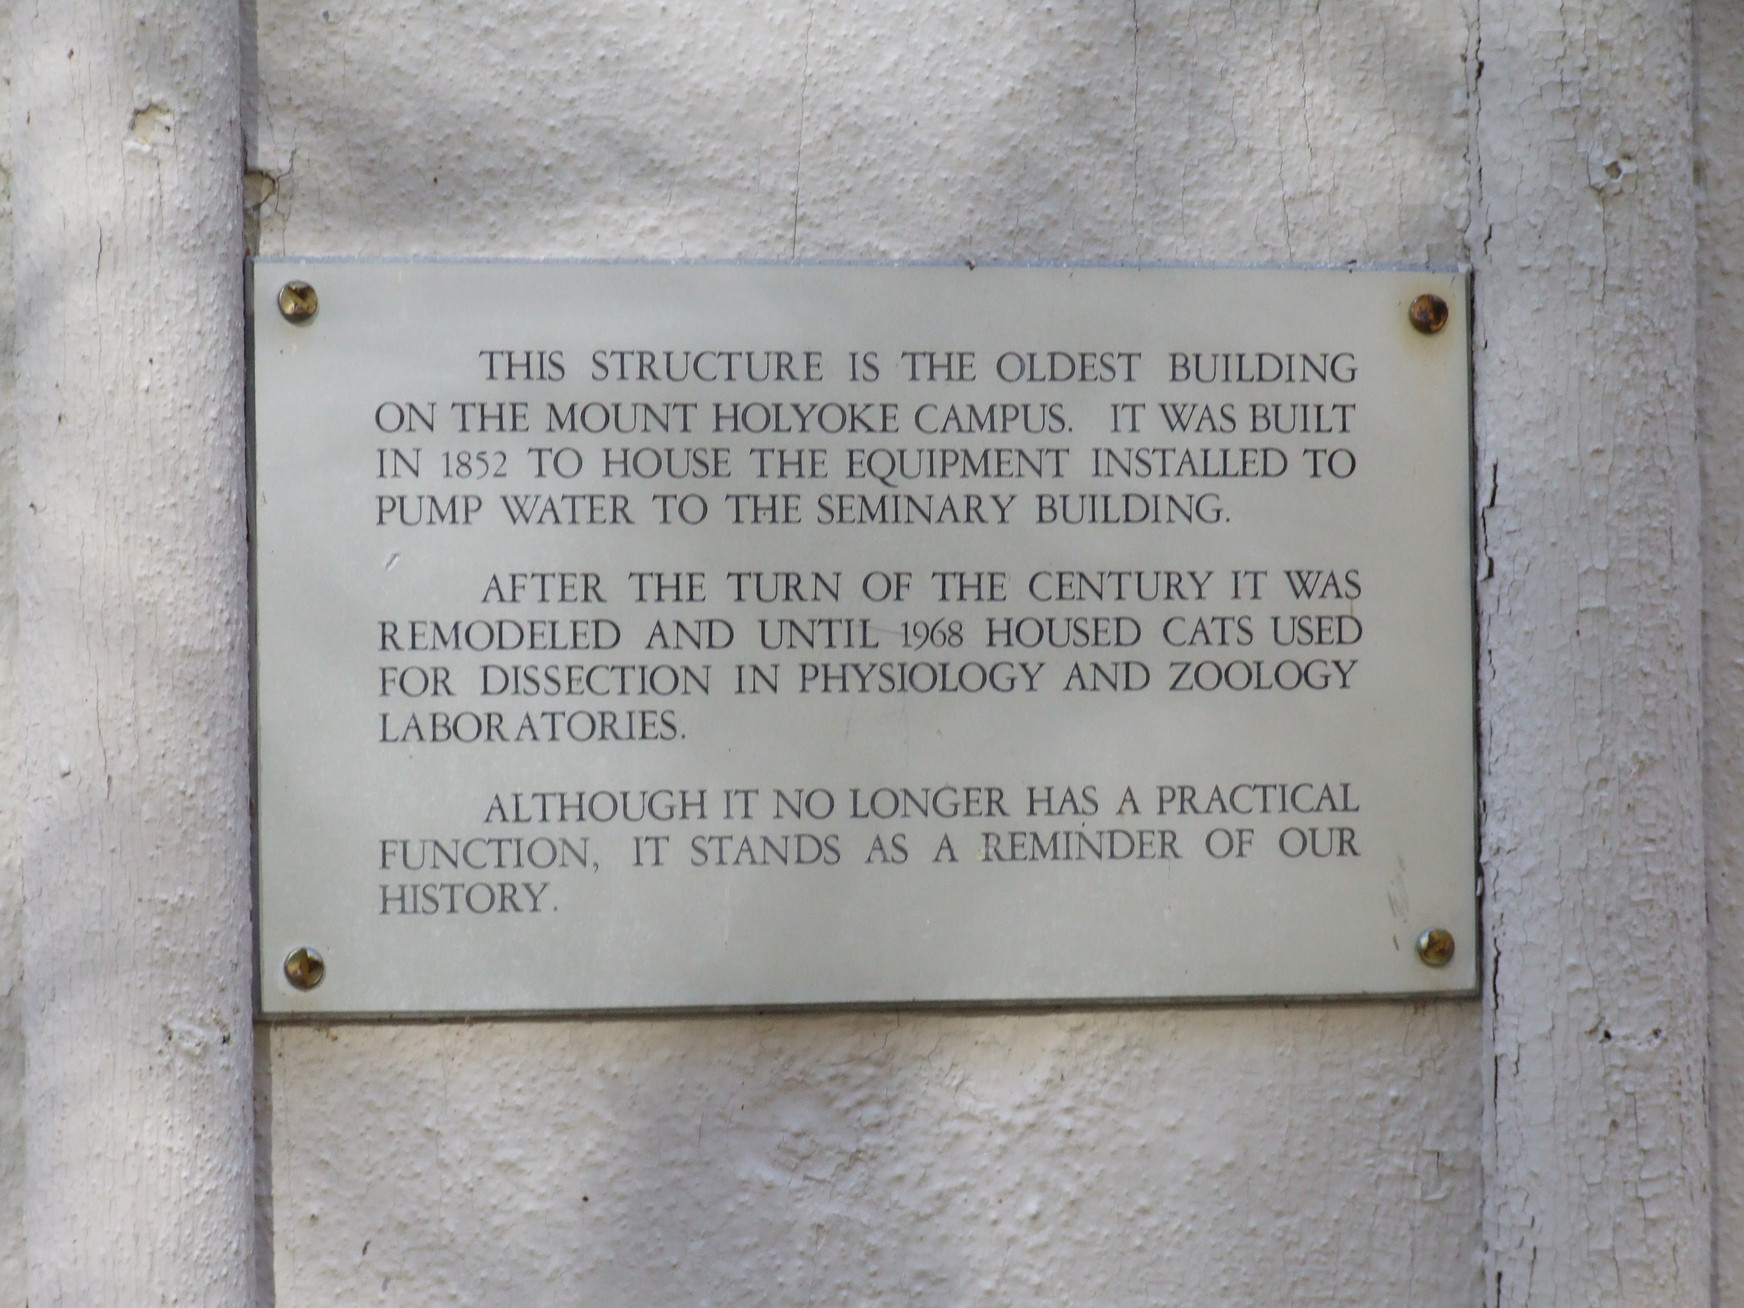 THIS STRUCTURE IS THE OLDEST BUILDING
ON THE MOUNT HOLYOKE CAMPUS. IT WAS BUILT
IN 1852 TO HOUSE THE EQUIPMENT INSTALLED TO
PUMP WATER TO THE SEMINARY BUILDING.
AFTER THE TURN OF THE CENTURY IT WAS
REMODELED AND UNTIL 1968 HOUSED CATS USED
FOR DISSECTION IN PHYSIOLOGY AND ZOOLOGY
LABORATORIES.
ALTHOUGH IT NO LONGER HAS A PRACTICAL
FUNCTION, IT STANDS AS A REMINDER OF OUR
HISTORY.